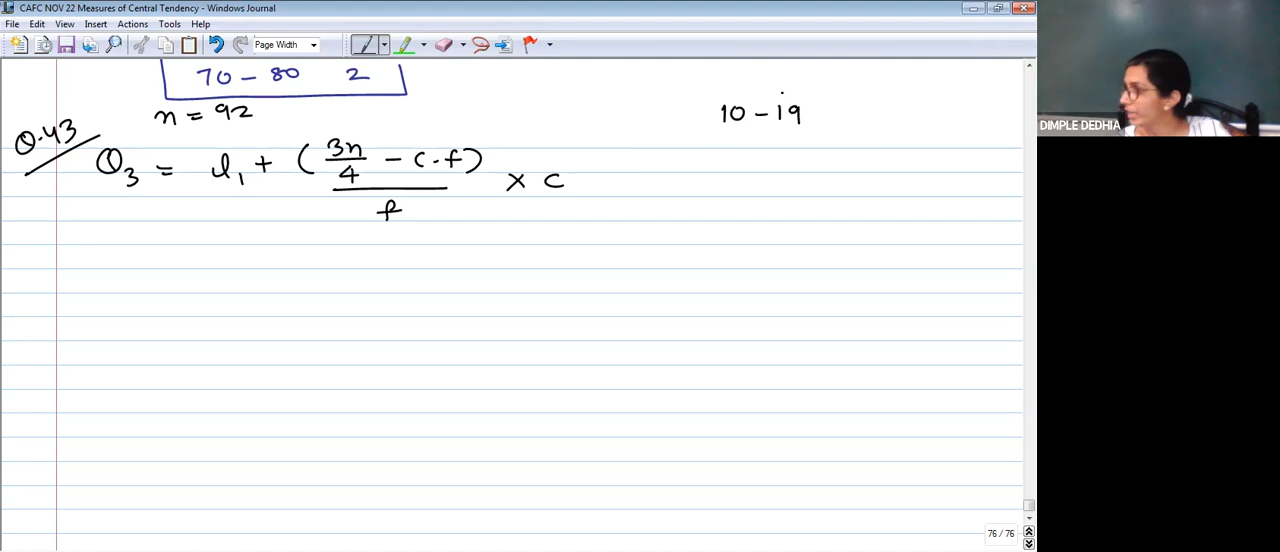 CAFC NOV 22 Measures of Central Tendency - Windows Journal
File Edit View Insert Actions Tools Help
Page Width
70 - 80 2
n = 92
10 - 19
Q.43
Q₃ = l₁ + (3n/4 - c.f)/f × c
DIMPLE DEDHIA
76 / 76